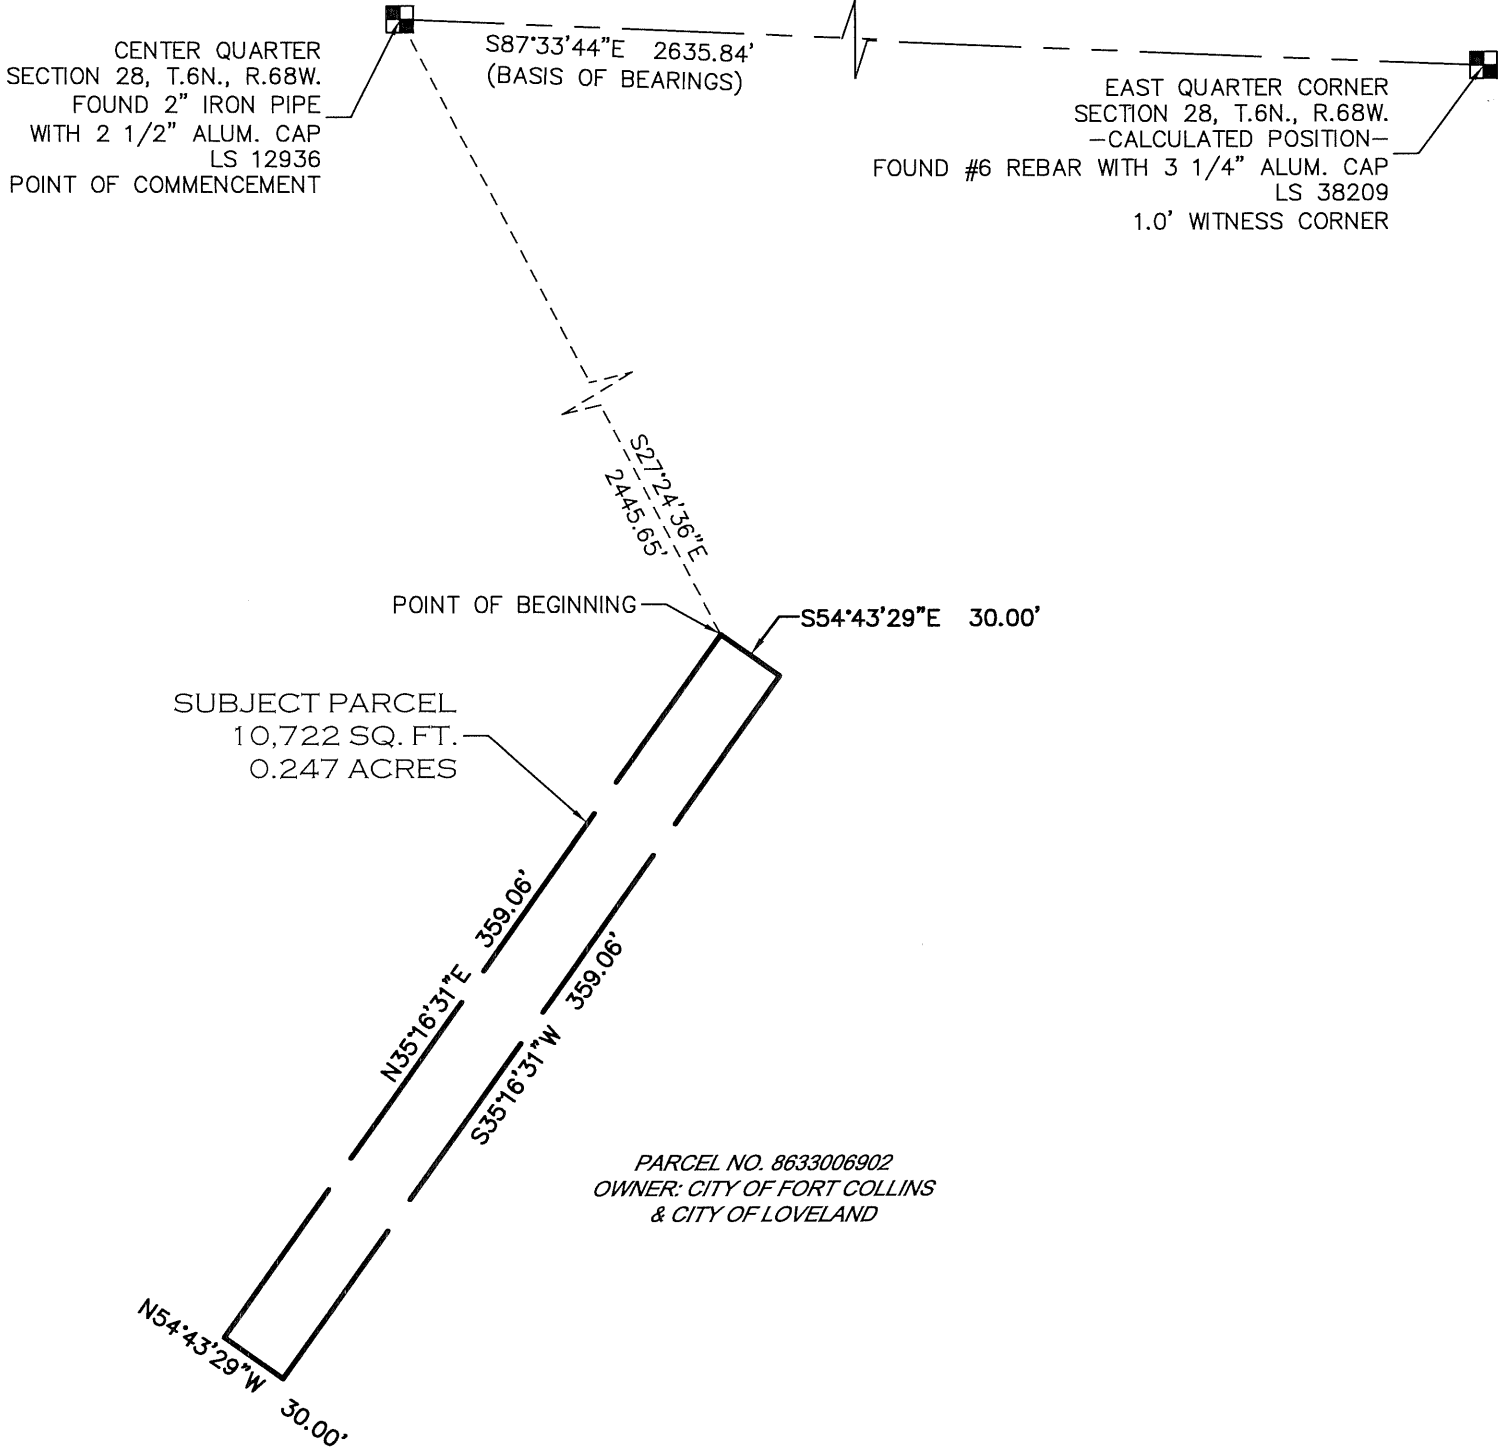 CENTER QUARTER
SECTION 28, T.6N., R.68W.
FOUND 2" IRON PIPE
WITH 2 1/2" ALUM. CAP
LS 12936
POINT OF COMMENCEMENT
S87°33'44"E 2635.84'
(BASIS OF BEARINGS)
EAST QUARTER CORNER
SECTION 28, T.6N., R.68W.
-CALCULATED POSITION-
FOUND #6 REBAR WITH 3 1/4" ALUM. CAP
LS 38209
1.0' WITNESS CORNER
S27°24'36"E
2445.65'
POINT OF BEGINNING
S54°43'29"E 30.00'
SUBJECT PARCEL
10,722 SQ. FT.
0.247 ACRES
N35°16'31"E 359.06'
S35°16'31"W 359.06'
PARCEL NO. 8633006902
OWNER: CITY OF FORT COLLINS
& CITY OF LOVELAND
N54°43'29"W 30.00'